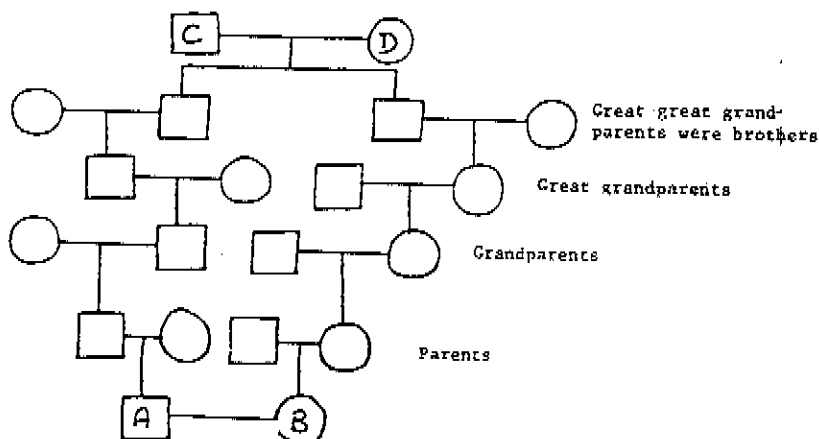 C D
Great great grand-
parents were brothers
Great grandparents
Grandparents
Parents
A B